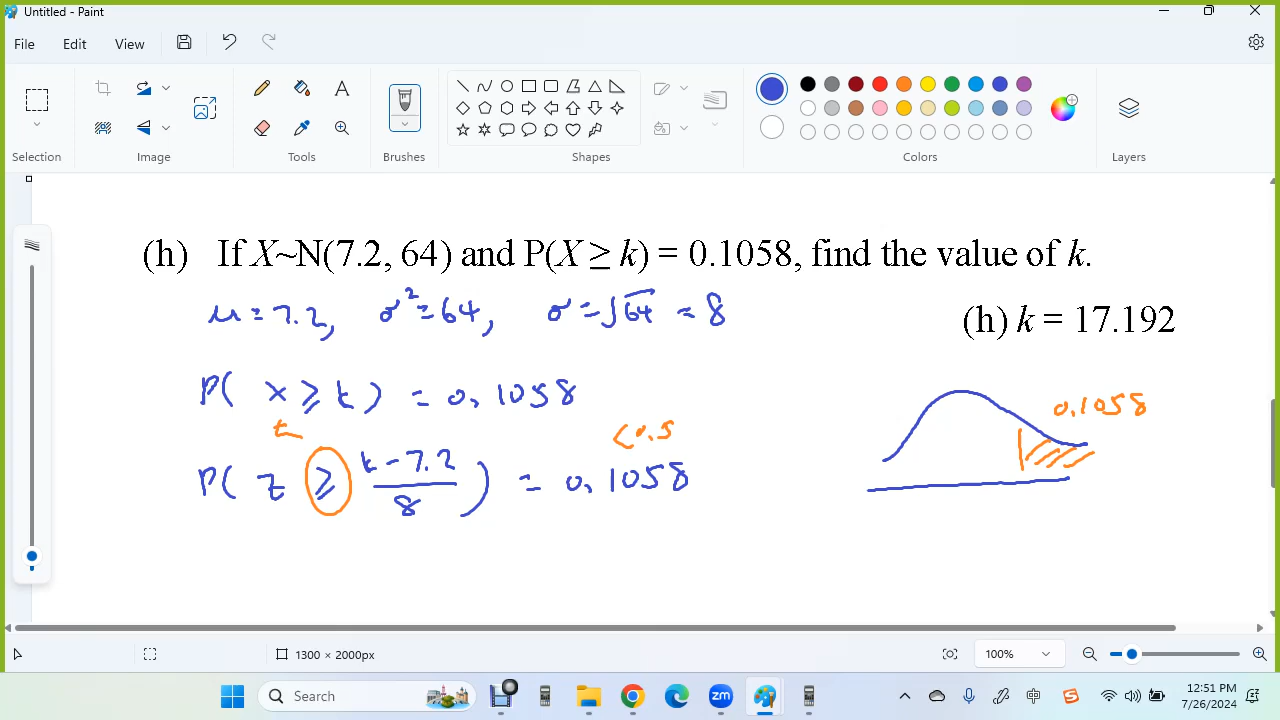 Untitled - Paint
File Edit View
Selection Image Tools Brushes Shapes Colors Layers
(h) If X~N(7.2, 64) and P(X ≥ k) = 0.1058, find the value of k.
μ = 7.2, σ² = 64, σ = √64 = 8
(h) k = 17.192
P( x ≥ k ) = 0.1058
0.1058
<0.5
P( z ≥ (k - 7.2)/8 ) = 0.1058
1300 × 2000px
100%
Search
zm
中
S
12:51 PM
7/26/2024